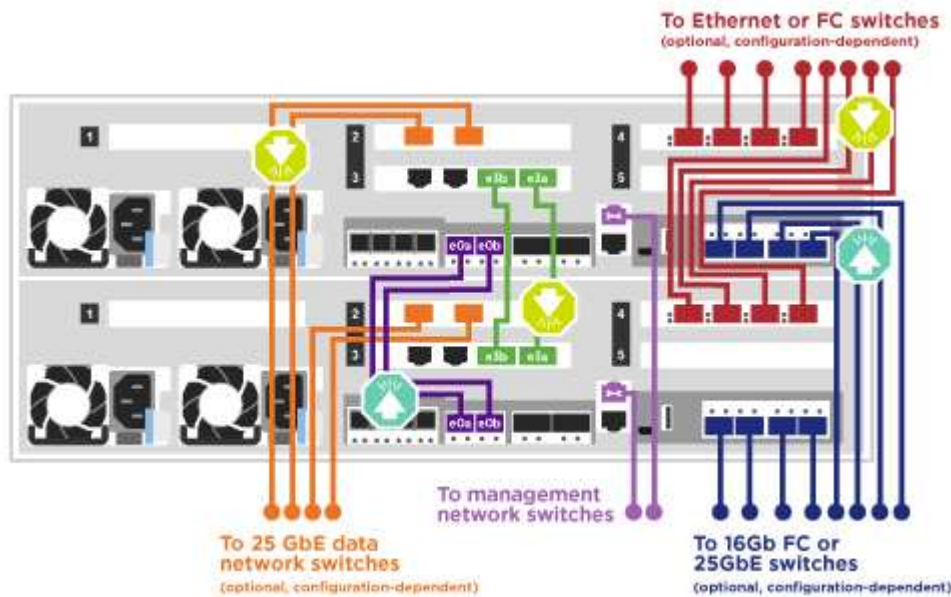 To Ethernet or FC switches
(optional, configuration-dependent)
1
2
4
3
e3b
e3a
5
e0a
e0b
1
2
4
3
e3b
e3a
5
e0a
e0b
To management
network switches
To 25 GbE data
network switches
(optional, configuration-dependent)
To 16Gb FC or
25GbE switches
(optional, configuration-dependent)